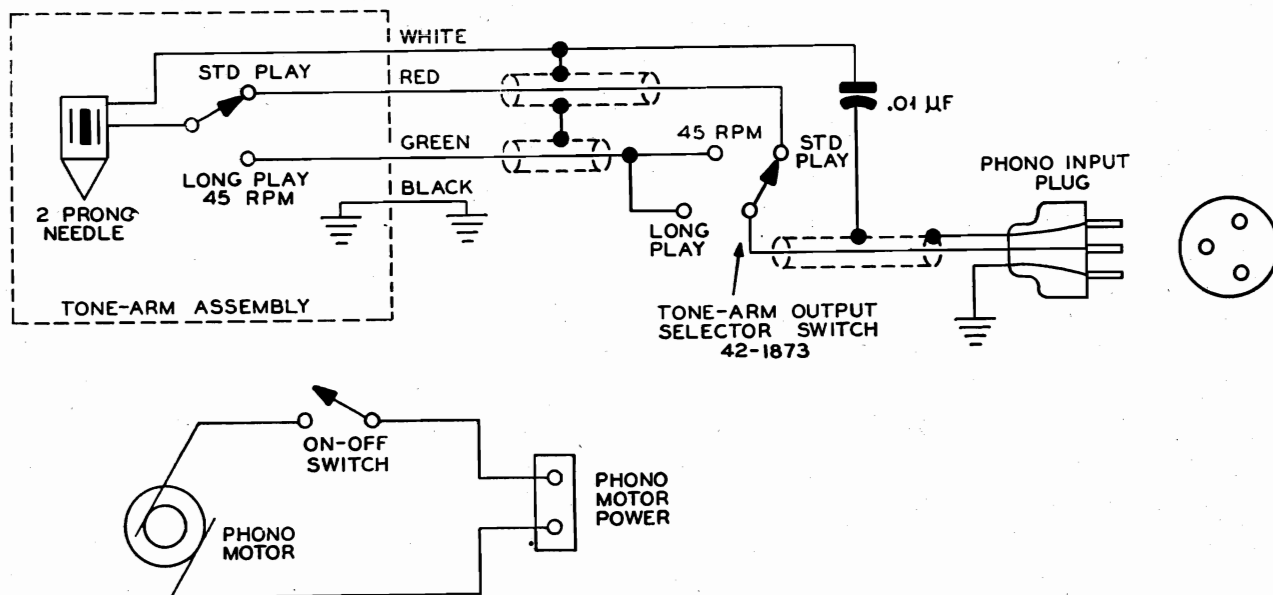 WHITE
STD PLAY
RED
.01 µF
45 RPM
STD
PLAY
GREEN
PHONO INPUT
PLUG
LONG PLAY
45 RPM
BLACK
2 PRONG
NEEDLE
LONG
PLAY
TONE-ARM ASSEMBLY
TONE-ARM OUTPUT
SELECTOR SWITCH
42-1873
ON-OFF
SWITCH
PHONO
MOTOR
POWER
PHONO
MOTOR